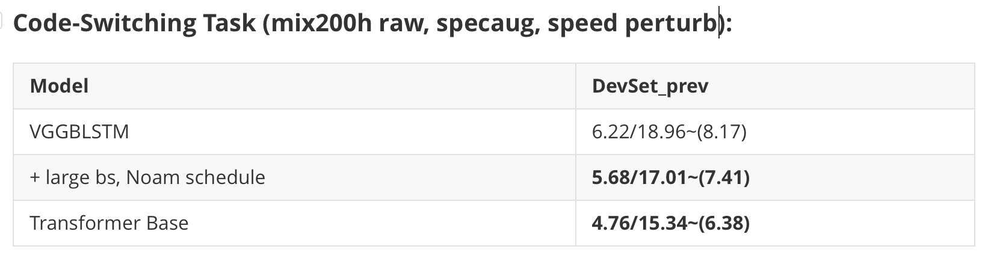 Code-Switching Task (mix200h raw, specaug, speed perturb):
Model DevSet_prev
VGGBLSTM 6.22/18.96~(8.17)
+ large bs, Noam schedule 5.68/17.01~(7.41)
Transformer Base 4.76/15.34~(6.38)